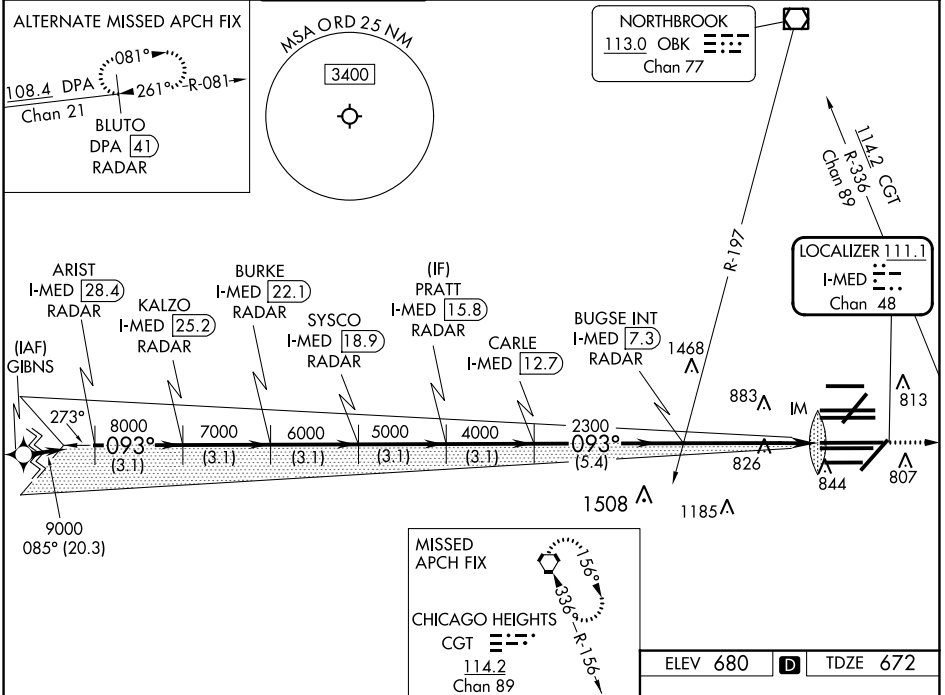 ALTERNATE MISSED APCH FIX
081°
108.4 DPA
261°
R-081
Chan 21
BLUTO
DPA 41
RADAR
MSA ORD 25 NM
3400
NORTHBROOK
113.0 OBK
Chan 77
114.2 CGT
R-336
Chan 89
R-197
LOCALIZER 111.1
I-MED
Chan 48
(IAF)
GIBNS
ARIST
I-MED 28.4
RADAR
KALZO
I-MED 25.2
RADAR
BURKE
I-MED 22.1
RADAR
SYSCO
I-MED 18.9
RADAR
(IF)
PRATT
I-MED 15.8
RADAR
CARLE
I-MED 12.7
BUGSE INT
I-MED 7.3
RADAR
1468
883
IM
813
273°
8000
093°
(3.1)
7000
(3.1)
6000
(3.1)
5000
(3.1)
4000
(3.1)
2300
093°
(5.4)
826
844
807
1508
1185
9000
085° (20.3)
MISSED
APCH FIX
156°
336°
R-156
CHICAGO HEIGHTS
CGT
114.2
Chan 89
ELEV 680 D TDZE 672